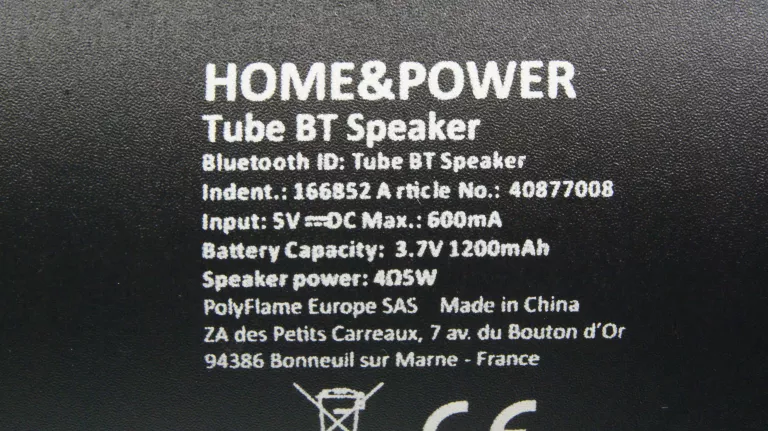 HOME&POWER
Tube BT Speaker
Bluetooth ID: Tube BT Speaker
Indent.: 166852 A rticle No.: 40877008
Input: 5V⎓DC Max.: 600mA
Battery Capacity: 3.7V 1200mAh
Speaker power: 4Ω5W
PolyFlame Europe SAS Made in China
ZA des Petits Carreaux, 7 av. du Bouton d'Or
94386 Bonneuil sur Marne - France
CE